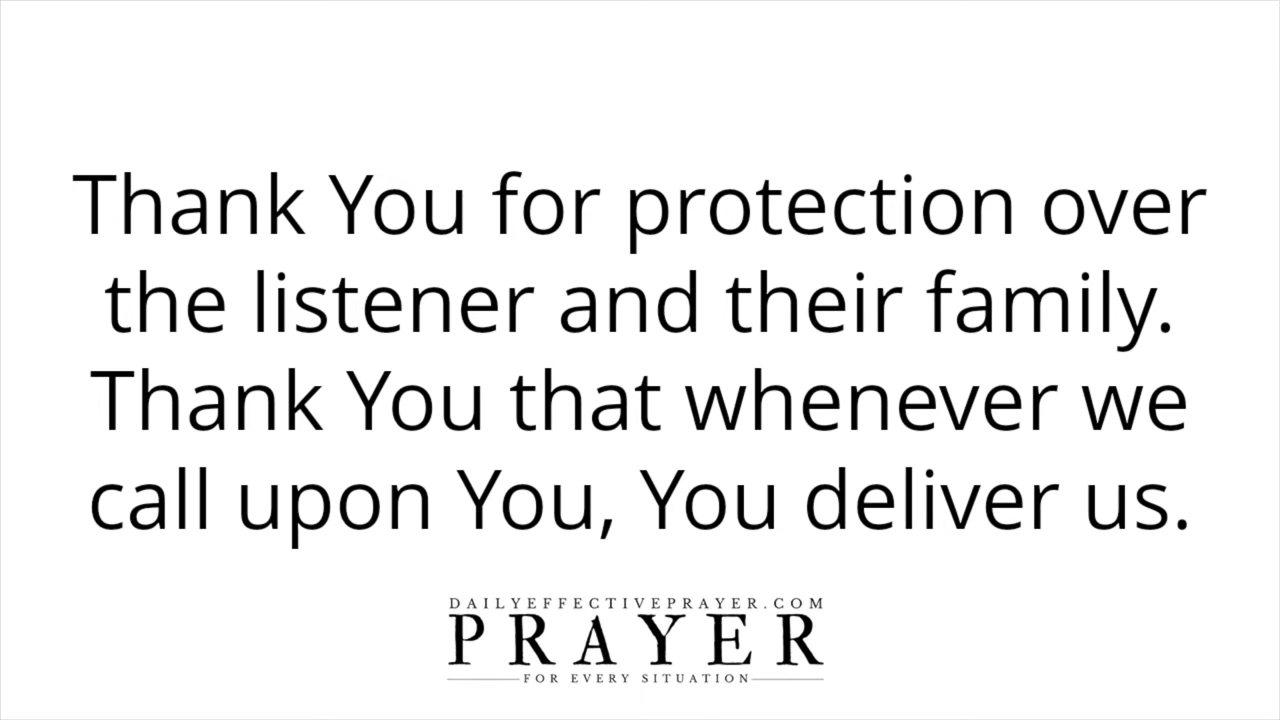 Thank You for protection over
the listener and their family.
Thank You that whenever we
call upon You, You deliver us.
DAILYEFFECTIVEPRAYER.COM
PRAYER
FOR EVERY SITUATION